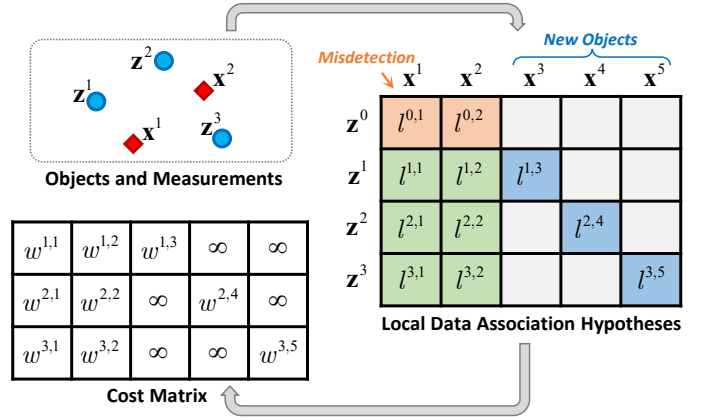 New Objects
Misdetection
x¹ x² x³ x⁴ x⁵
z² x² z¹ z³ x¹
Objects and Measurements
z⁰ l⁰,¹ l⁰,²
z¹ l¹,¹ l¹,² l¹,³
z² l²,¹ l²,² l²,⁴
z³ l³,¹ l³,² l³,⁵
Local Data Association Hypotheses
w¹,¹ w¹,² w¹,³ ∞ ∞
w²,¹ w²,² ∞ w²,⁴ ∞
w³,¹ w³,² ∞ ∞ w³,⁵
Cost Matrix